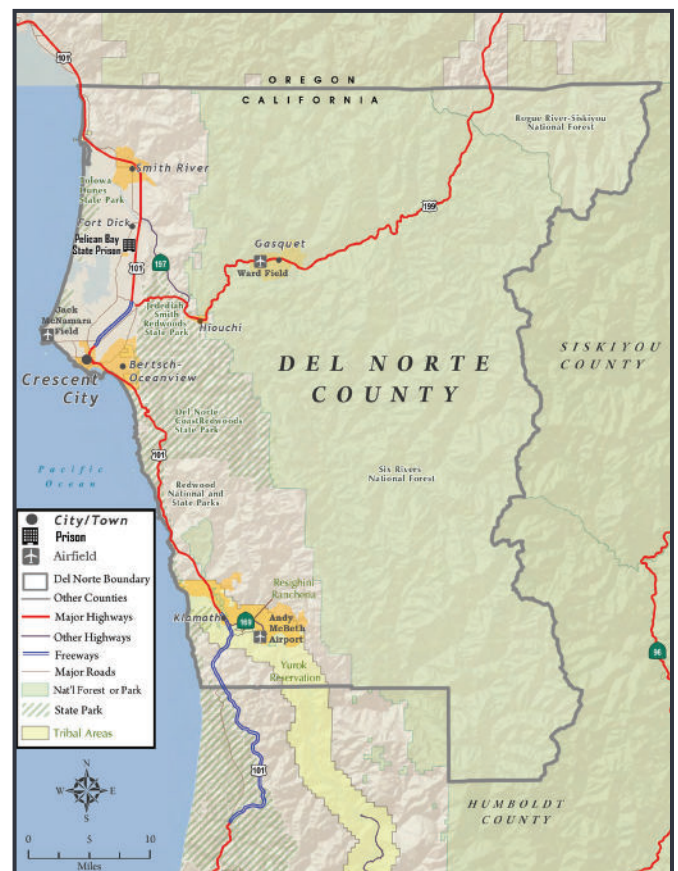 101
OREGON
CALIFORNIA
Rogue River-Siskiyou
National Forest
Smith River
Tolowa
Dunes
State Park
199
Fort Dick
Pelican Bay
State Prison
Gasquet
101
197
Ward Field
Jack
McNamara
Field
Jedediah
Smith
Redwoods
State Park
Hiouchi
SISKIYOU
COUNTY
DEL NORTE
COUNTY
Bertsch-
Oceanview
Crescent
City
Del Norte
CoastRedwoods
State Park
101
Pacific
Ocean
Six Rivers
National Forest
Redwood
National and
State Parks
City/Town
Prison
Airfield
Del Norte Boundary
Other Counties
Major Highways
Other Highways
Freeways
Major Roads
Nat'l Forest or Park
State Park
Tribal Areas
Resighini
Rancheria
Klamath
169
Andy
McBeth
Airport
96
Yurok
Reservation
101
N
W
E
S
HUMBOLDT
COUNTY
0
5
10
Miles